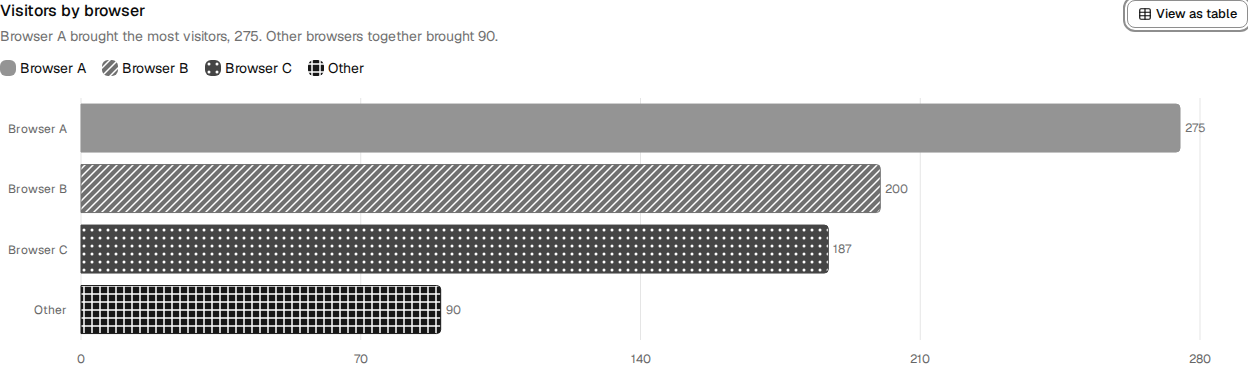 Visitors by browser
View as table
Browser A brought the most visitors, 275. Other browsers together brought 90.
Browser A Browser B Browser C Other
Browser A 275
Browser B 200
Browser C 187
Other 90
0 70 140 210 280